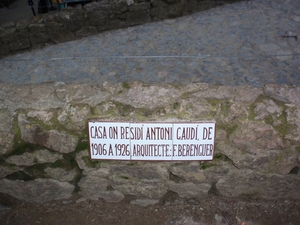 CASA ON RESIDÍ ANTONI GAUDÍ, DE
1906 A 1926 ARQUITECTE: F. BERENGUER